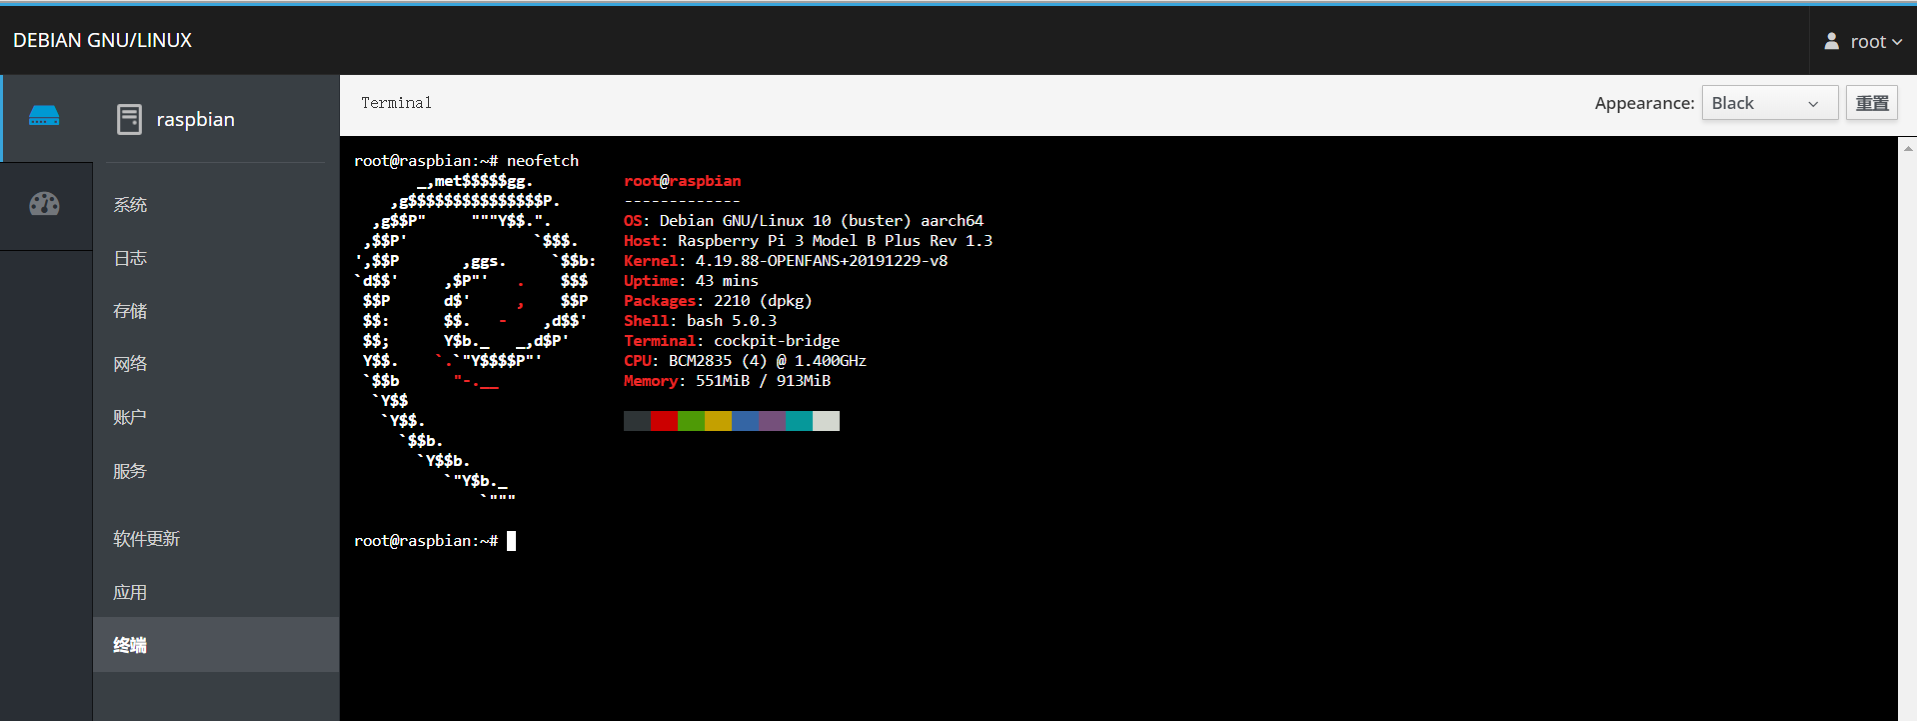 DEBIAN GNU/LINUX
root
raspbian
系统
日志
存储
网络
账户
服务
软件更新
应用
终端
Terminal
Appearance: Black 重置
root@raspbian:~# neofetch
       _,met$$$$$gg.          root@raspbian
    ,g$$$$$$$$$$$$$$$P.       -------------
  ,g$$P"     """Y$$.".        OS: Debian GNU/Linux 10 (buster) aarch64
 ,$$P'              `$$$.     Host: Raspberry Pi 3 Model B Plus Rev 1.3
',$$P       ,ggs.     `$$b:   Kernel: 4.19.88-OPENFANS+20191229-v8
`d$$'     ,$P"'   .    $$$    Uptime: 43 mins
 $$P      d$'     ,    $$P    Packages: 2210 (dpkg)
 $$:      $$.   -    ,d$$'    Shell: bash 5.0.3
 $$;      Y$b._   _,d$P'      Terminal: cockpit-bridge
 Y$$.    `.`"Y$$$$P"'         CPU: BCM2835 (4) @ 1.400GHz
 `$$b      "-.__              Memory: 551MiB / 913MiB
  `Y$$
   `Y$$.
     `$$b.
       `Y$$b.
          `"Y$b._
              `"""
root@raspbian:~#